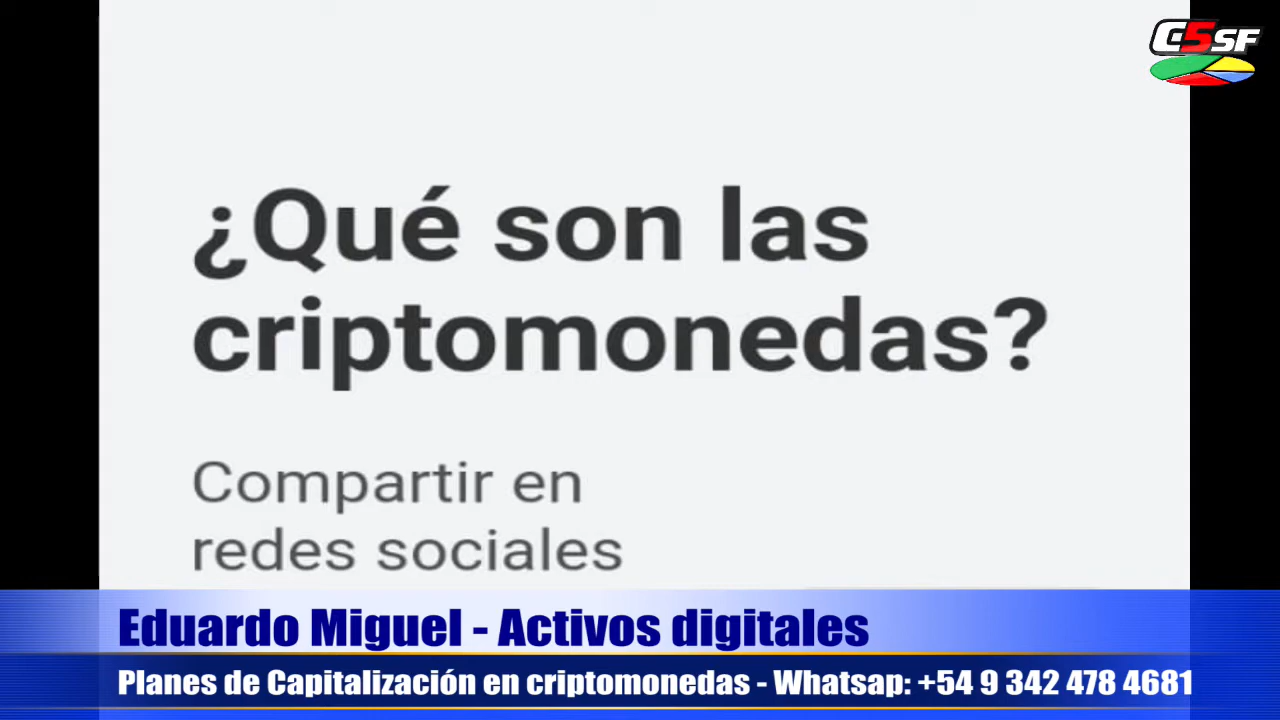 C5SF
¿Qué son las
criptomonedas?
Compartir en
redes sociales
Eduardo Miguel - Activos digitales
Planes de Capitalización en criptomonedas - Whatsap: +54 9 342 478 4681